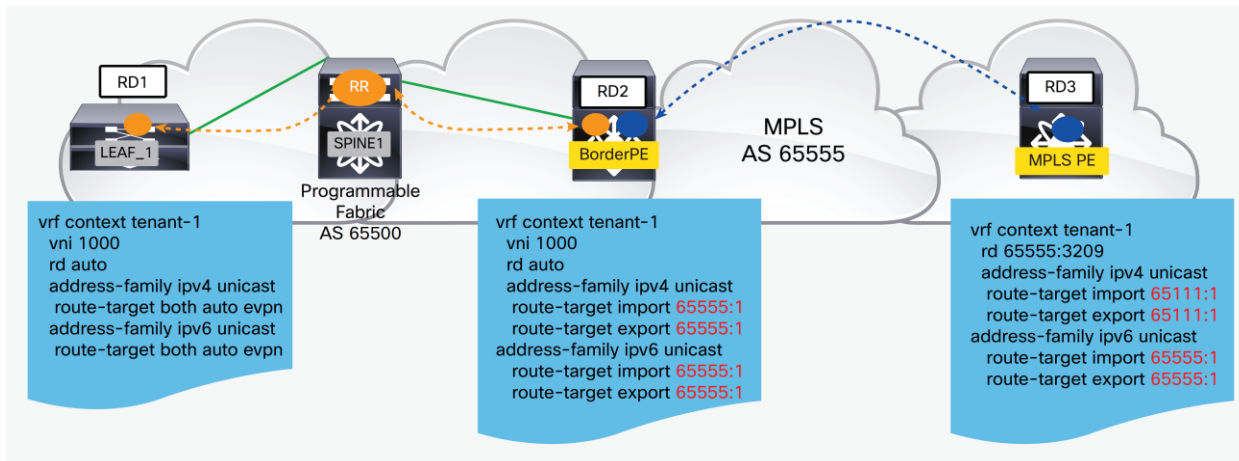 RD1
RR
RD2
RD3
LEAF_1
SPINE1
BorderPE
MPLS
AS 65555
MPLS PE
Programmable
Fabric
AS 65500
vrf context tenant-1
vni 1000
rd auto
address-family ipv4 unicast
route-target both auto evpn
address-family ipv6 unicast
route-target both auto evpn
vrf context tenant-1
vni 1000
rd auto
address-family ipv4 unicast
route-target import 65555:1
route-target export 65555:1
address-family ipv6 unicast
route-target import 65555:1
route-target export 65555:1
vrf context tenant-1
rd 65555:3209
address-family ipv4 unicast
route-target import 65111:1
route-target export 65111:1
address-family ipv6 unicast
route-target import 65555:1
route-target export 65555:1